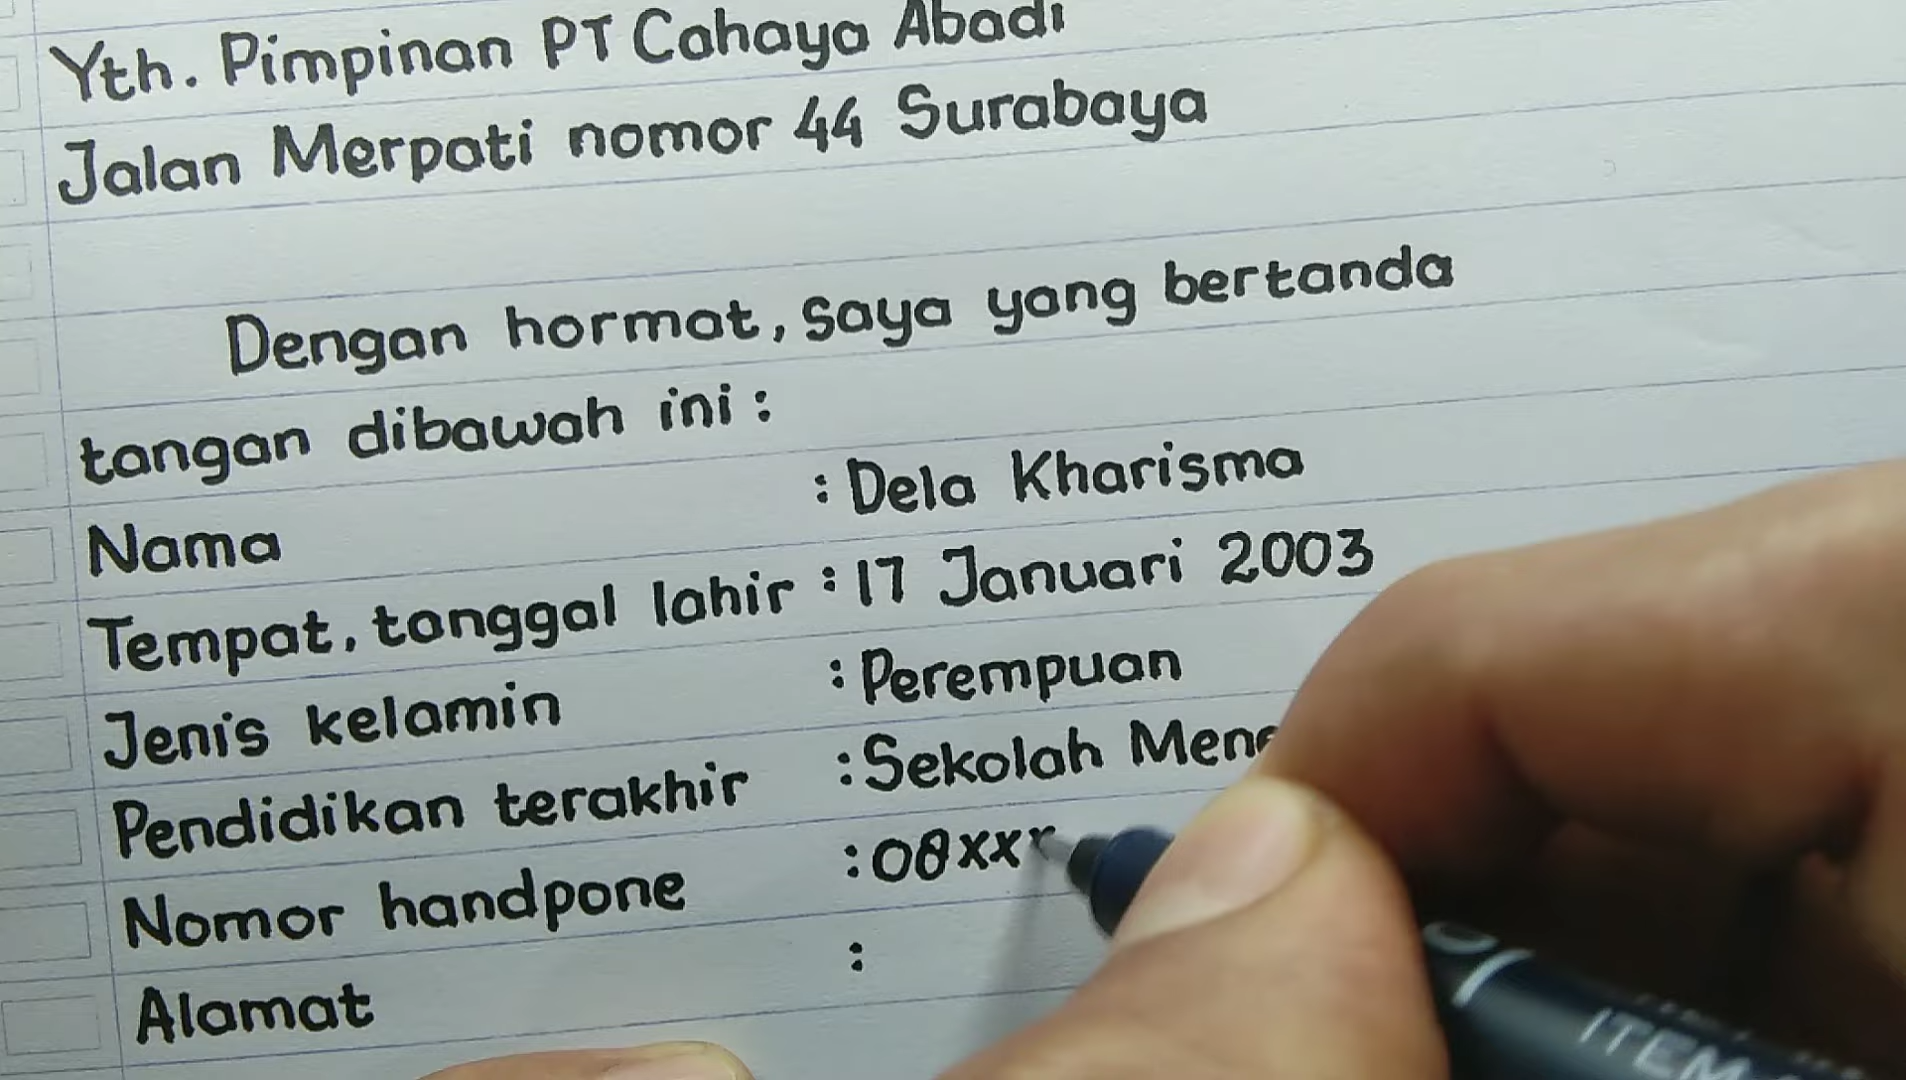 Yth. Pimpinan PT Cahaya Abadi
Jalan Merpati nomor 44 Surabaya
Dengan hormat, saya yang bertanda
tangan dibawah ini :
Nama : Dela Kharisma
Tempat, tanggal lahir : 17 Januari 2003
Jenis kelamin : Perempuan
Pendidikan terakhir : Sekolah
Nomor handpone : 08xxx
Alamat :